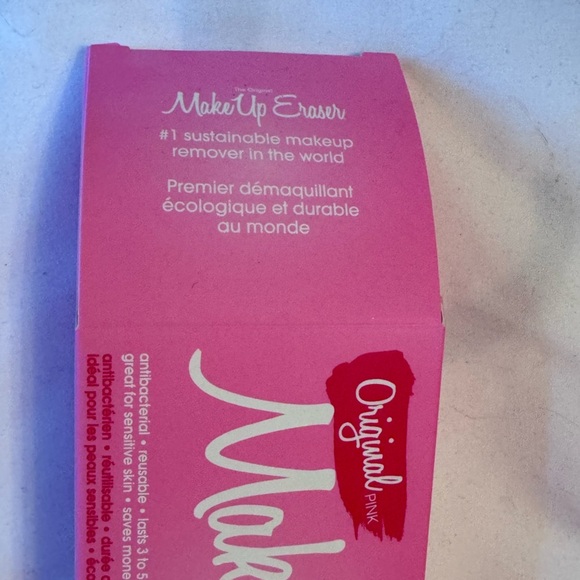 The Original
MakeUp Eraser
#1 sustainable makeup
remover in the world
Premier démaquillant
écologique et durable
au monde
Original
PINK
Mak
antibacterial • reusable • lasts 3 to 5
great for sensitive skin • saves mone
antibactérien • réutilisable • durée
idéal pour les peaux sensibles •